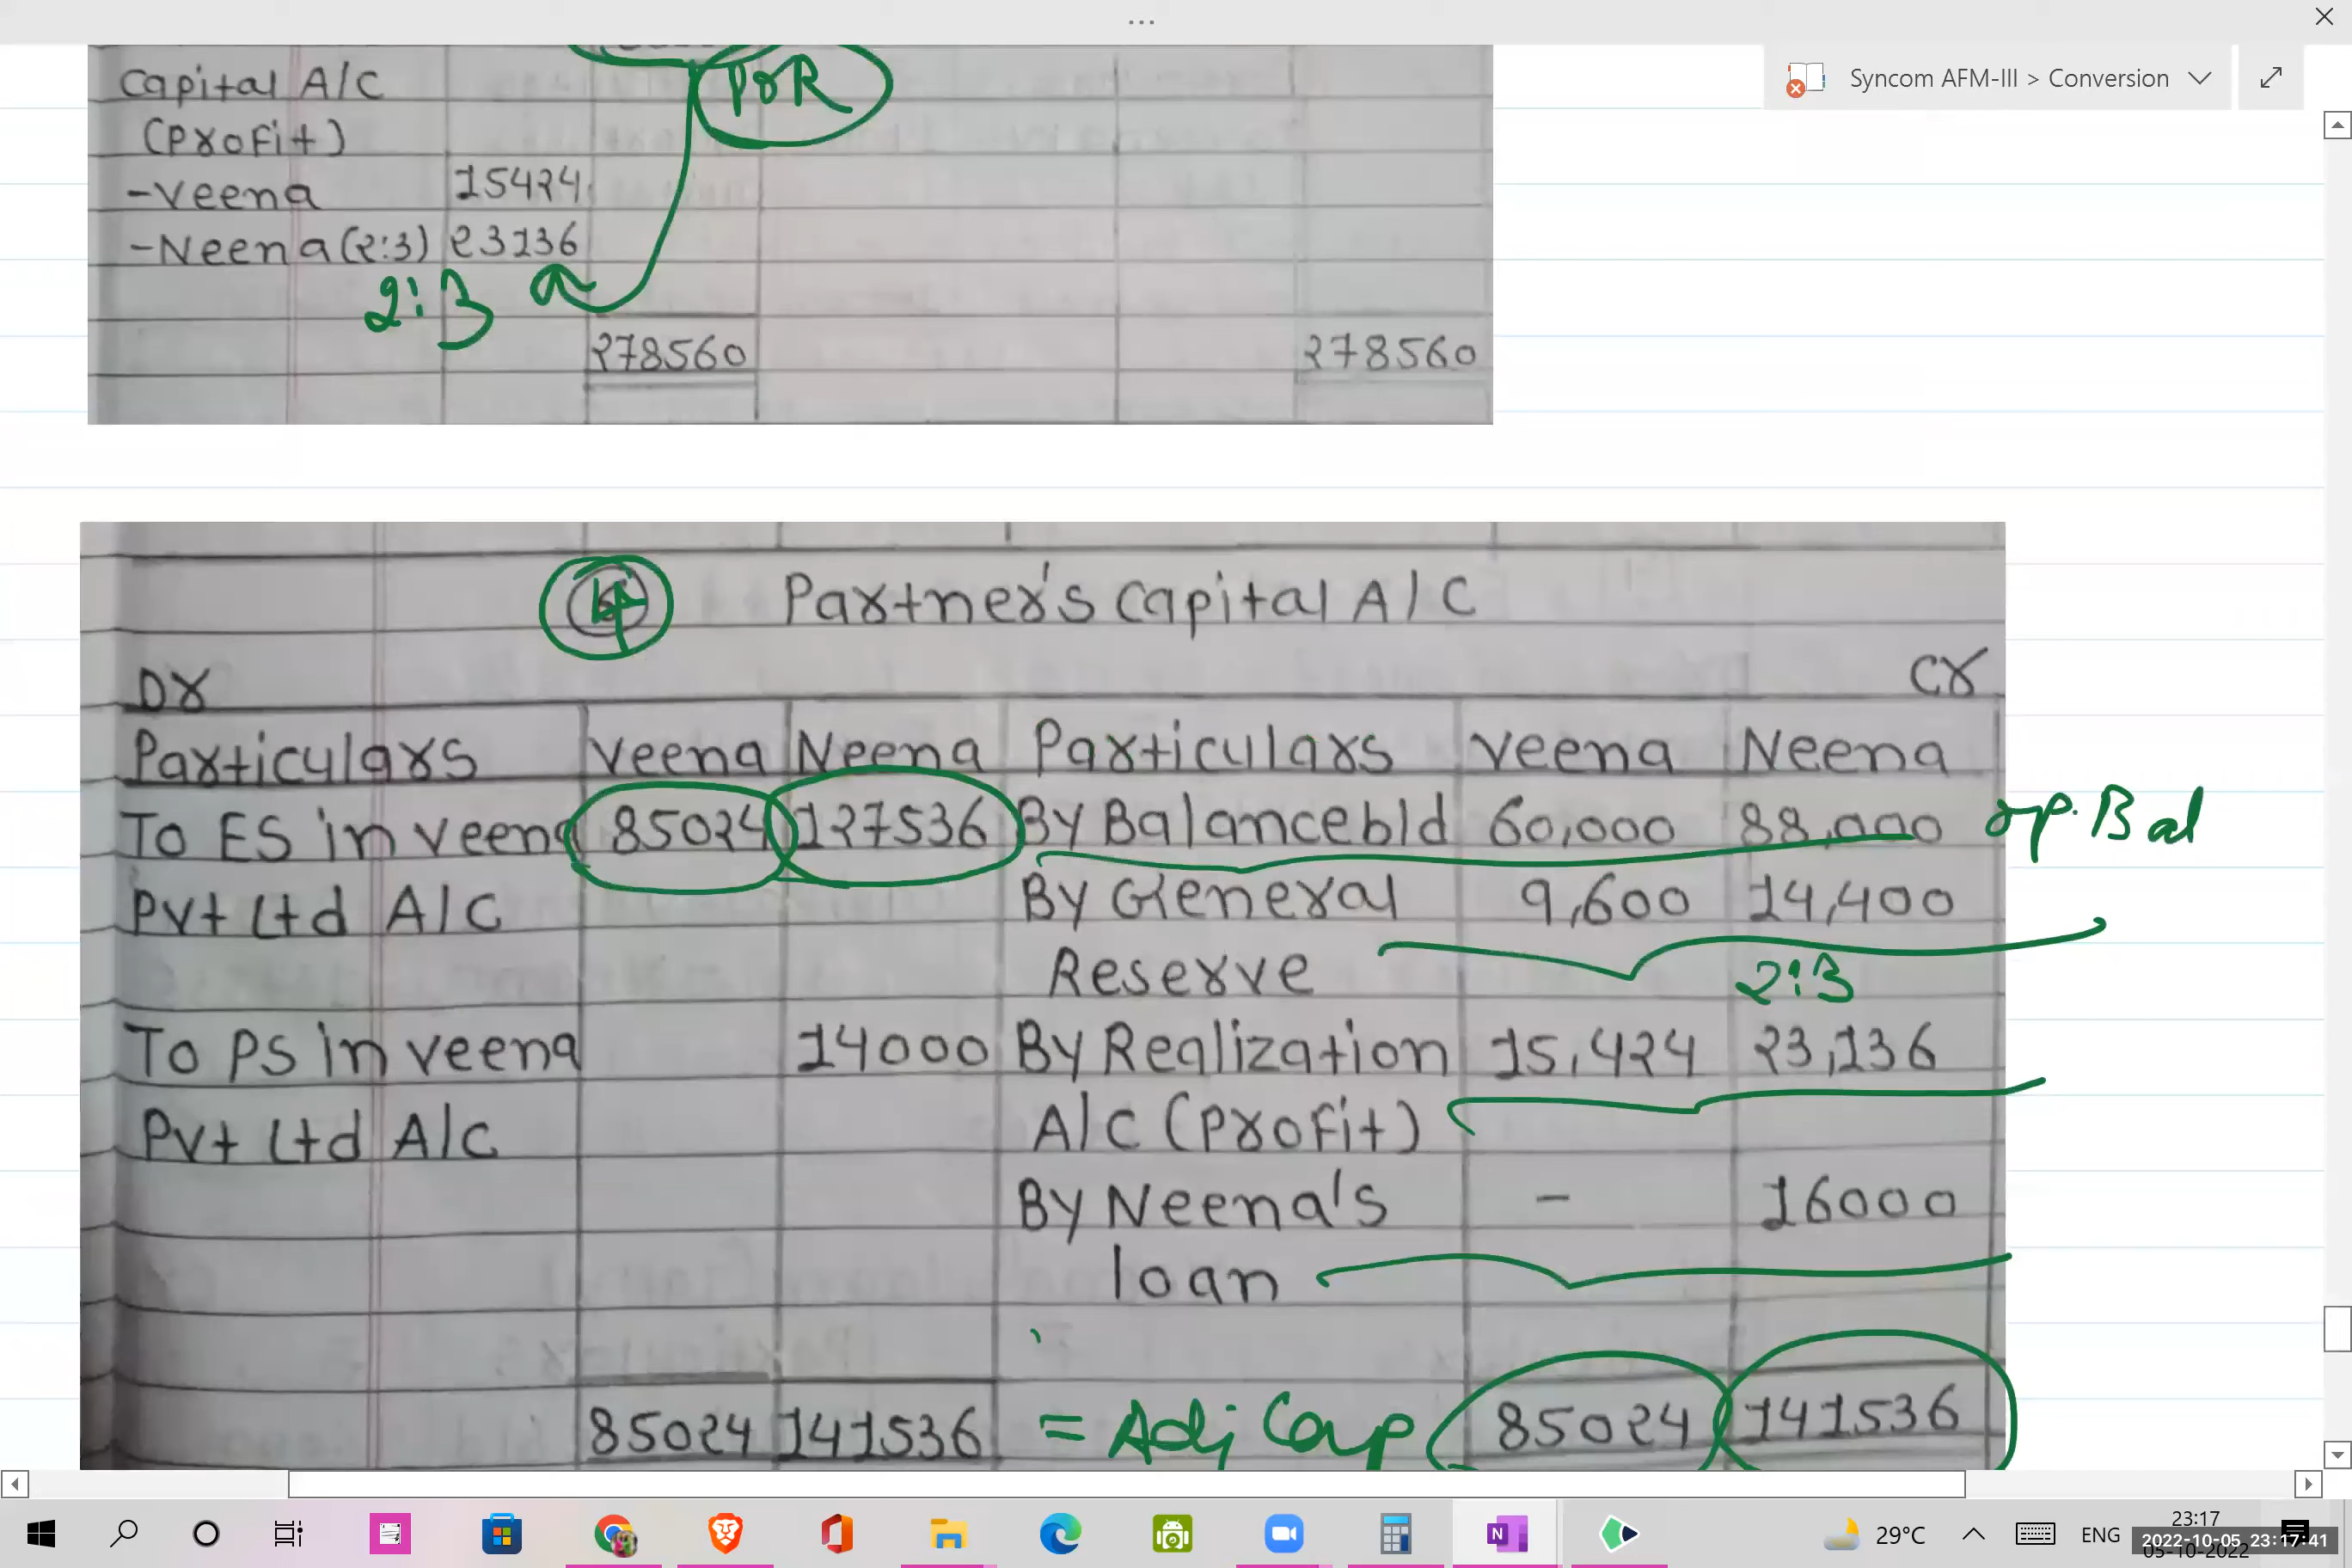 Syncom AFM-III > Conversion
Capital A/C
POR
(Profit)
-Veena 15424
-Neena (2:3) 23136
2:3
278560 278560
4 Partner's Capital A/C
Dr Cr
Particulars Veena Neena Particulars Veena Neena
To ES in veena 85024 127536 By Balance b/d 60,000 88,000 op. Bal
Pvt Ltd A/C By General 9,600 14,400
Reserve 2:3
To PS in veena 14000 By Realization 15,424 23,136
Pvt Ltd A/C A/C (Profit)
By Neena's - 16000
loan
85024 141536 = Adj Cap 85024 141536
29°C ENG 23:17
2022-10-05, 23:17:41